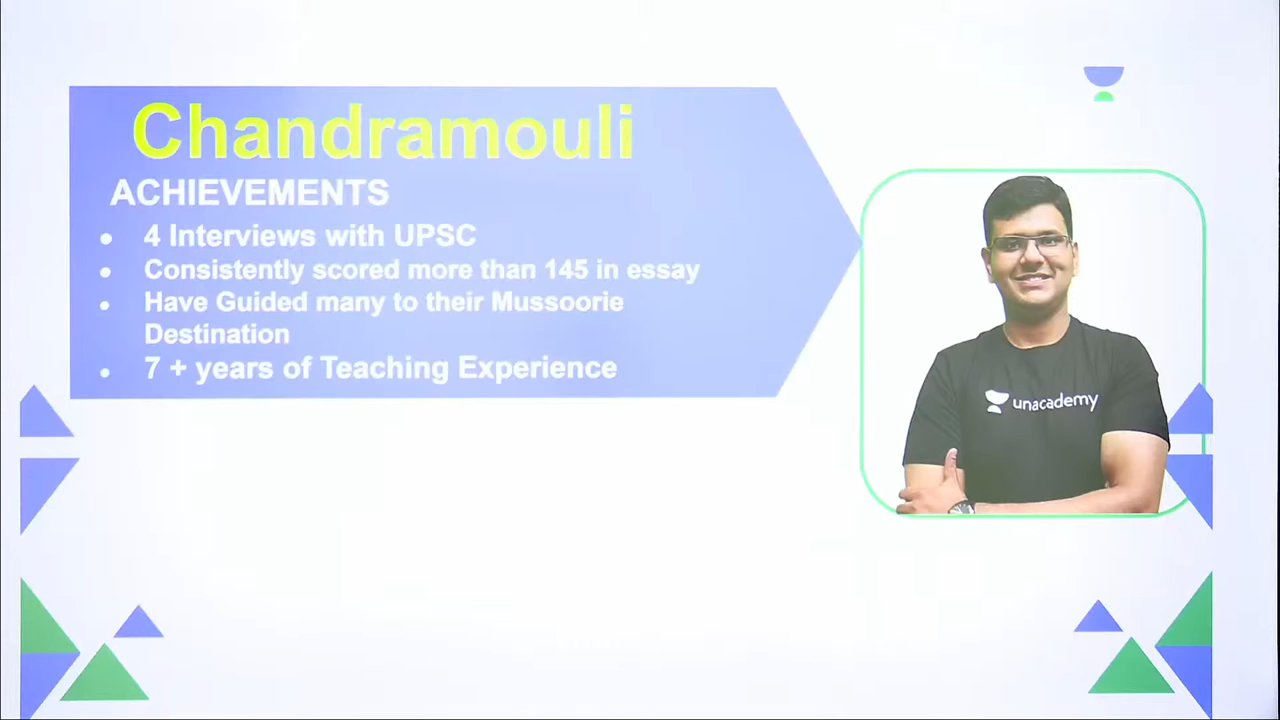 Chandramouli
ACHIEVEMENTS
• 4 Interviews with UPSC
• Consistently scored more than 145 in essay
• Have Guided many to their Mussoorie
Destination
• 7 + years of Teaching Experience
unacademy